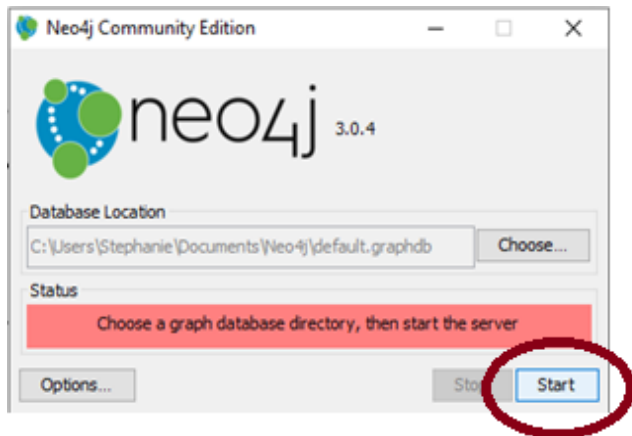 Neo4j Community Edition
neo4j 3.0.4
Database Location
C:\Users\Stephanie\Documents\Neo4j\default.graphdb Choose...
Status
Choose a graph database directory, then start the server
Options... Start